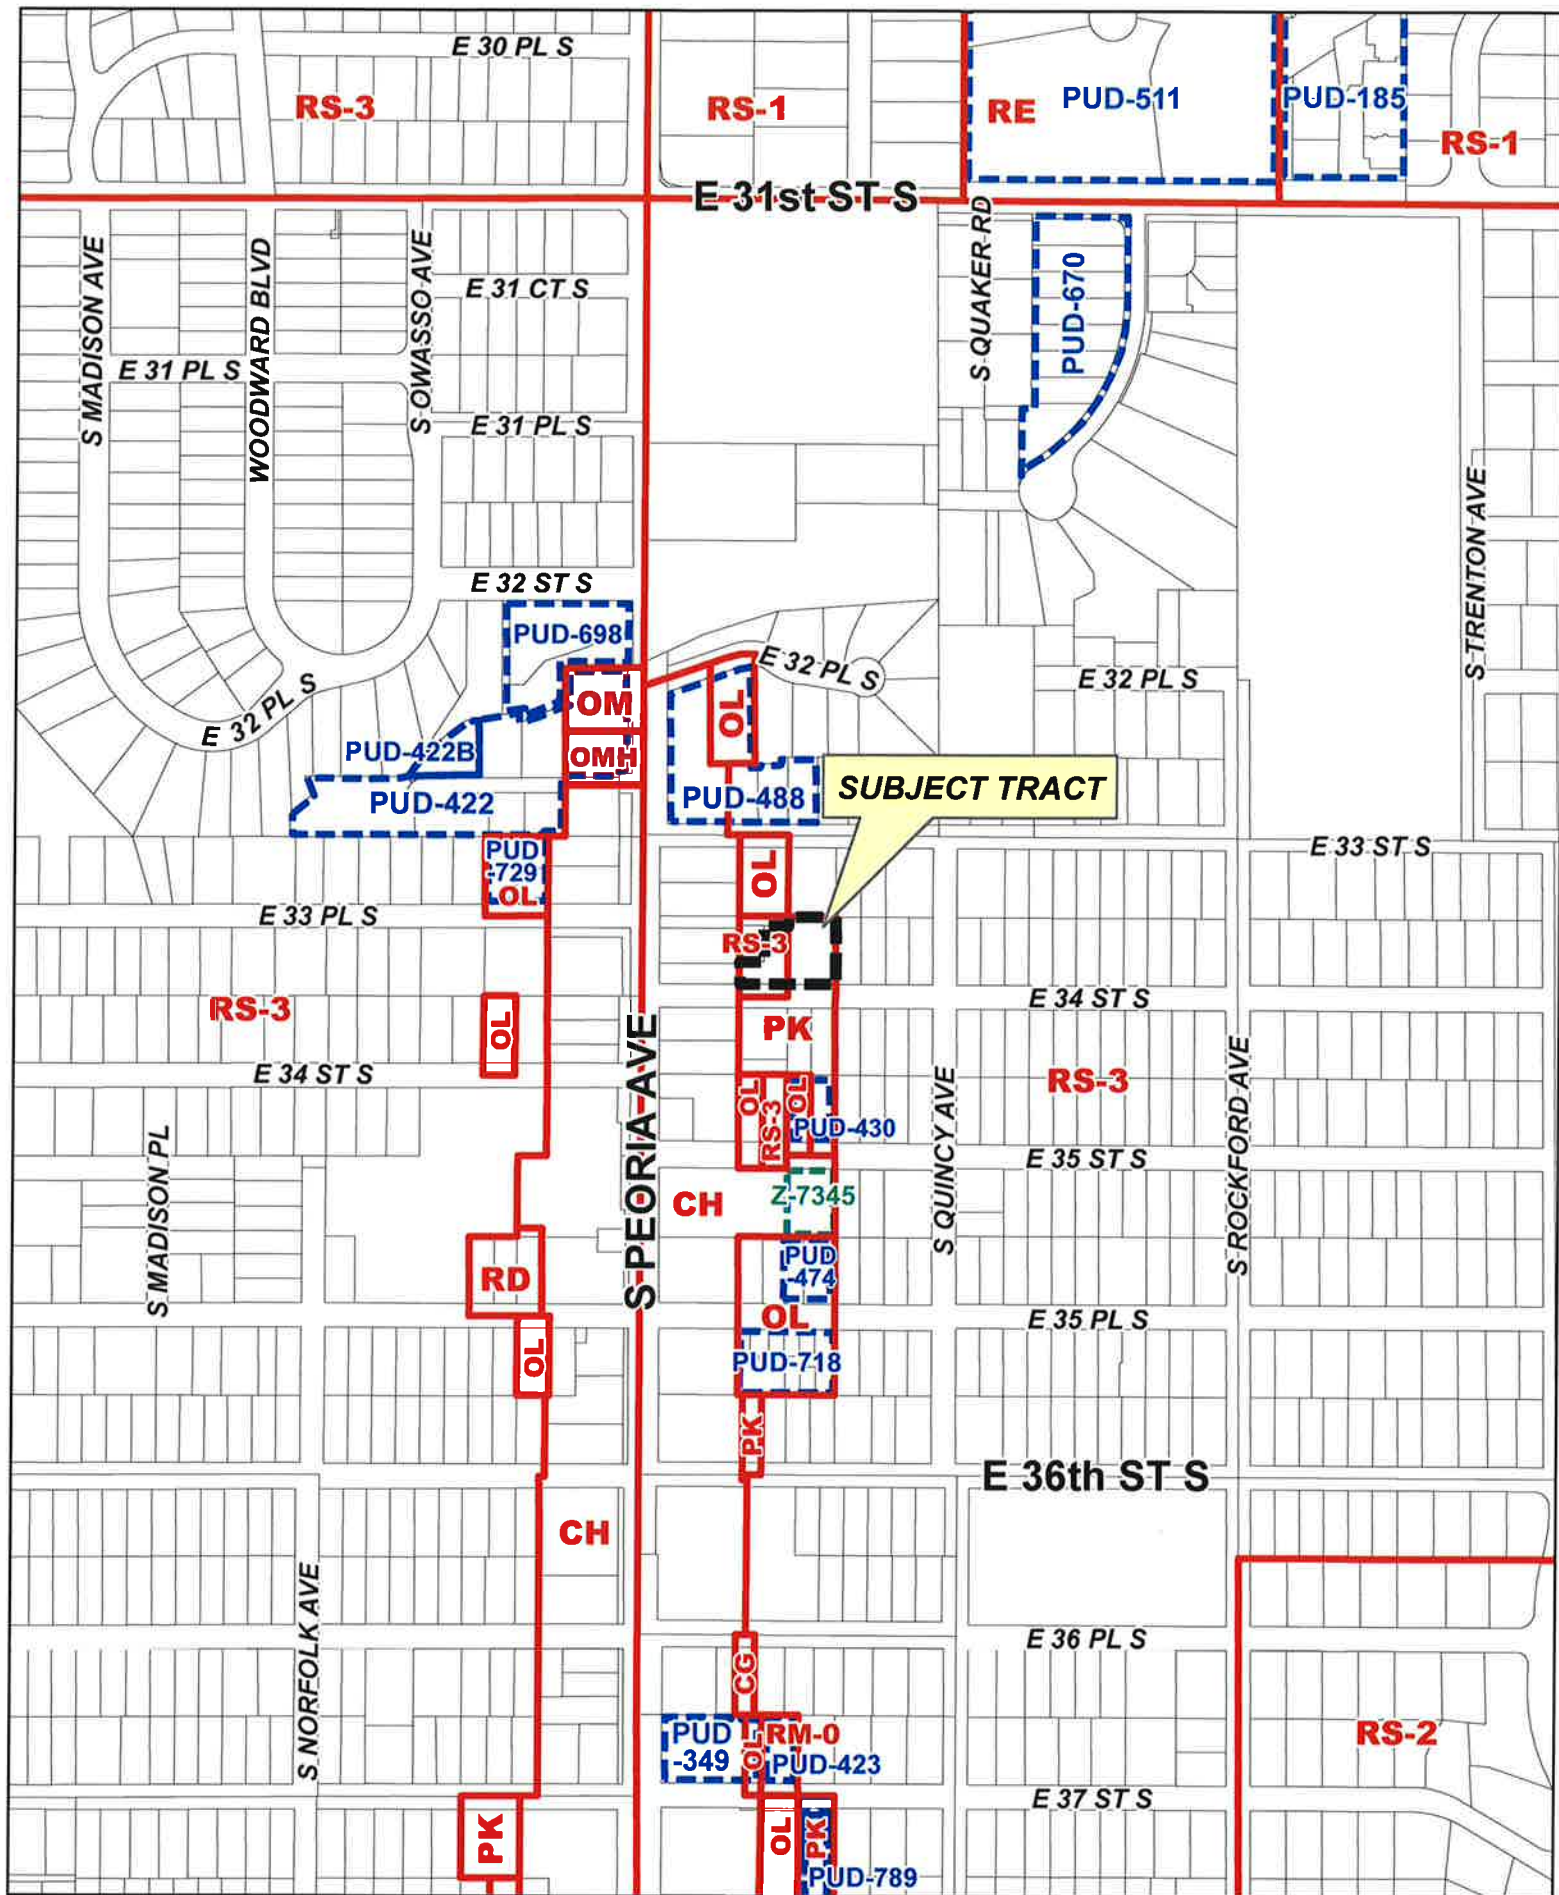 E 30 PL S
RS-3
RS-1
RE
PUD-511
PUD-185
RS-1
E 31st ST S
S MADISON AVE
WOODWARD BLVD
S OWASSO AVE
E 31 CT S
E 31 PL S
E 31 PL S
S QUAKER RD
PUD-670
S TRENTON AVE
E 32 ST S
PUD-698
E 32 PL S
E 32 PL S
E 32 PL S
OM
OL
OMH
PUD-422B
PUD-422
PUD-488
SUBJECT TRACT
PUD
-729
OL
OL
E 33 ST S
E 33 PL S
RS-3
RS-3
OL
E 34 ST S
PK
E 34 ST S
S PEORIA AVE
RS-3
OL
RS-3
OL
PUD-430
S QUINCY AVE
S ROCKFORD AVE
S MADISON PL
E 35 ST S
CH
Z-7345
RD
PUD
-474
OL
E 35 PL S
OL
PUD-718
PK
E 36th ST S
CH
S NORFOLK AVE
E 36 PL S
CG
PUD
-349
OL
RM-0
PUD-423
RS-2
E 37 ST S
PK
OL
PK
PUD-789